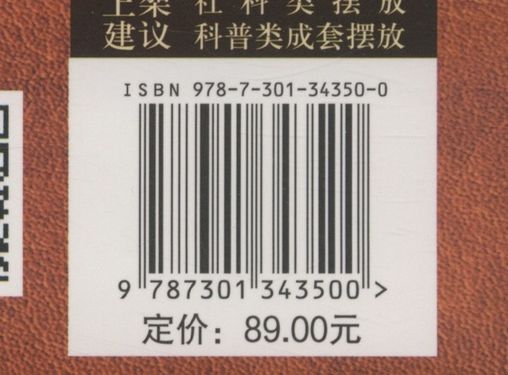 上架 社科类摆放
建议 科普类成套摆放
ISBN 978-7-301-34350-0
9 787301 343500 >
定价：89.00元